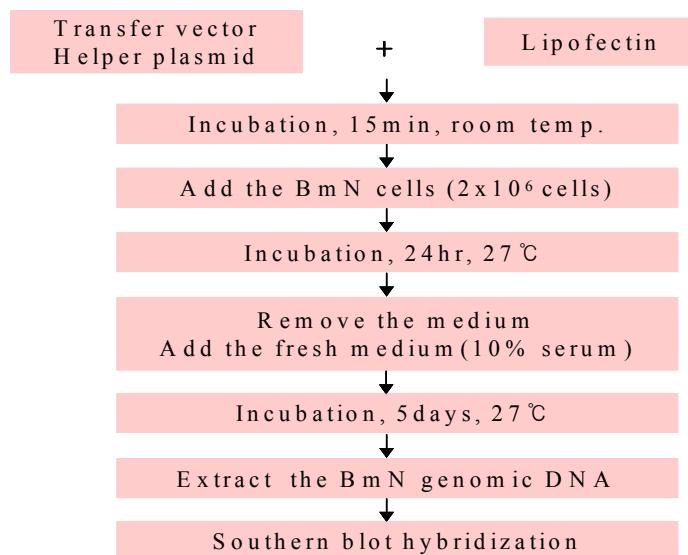 Transfer vector
Helper plasmid
+
Lipofectin
Incubation, 15min, room temp.
Add the BmN cells (2x10⁶ cells)
Incubation, 24hr, 27 ℃
Remove the medium
Add the fresh medium(10% serum)
Incubation, 5days, 27 ℃
Extract the BmN genomic DNA
Southern blot hybridization